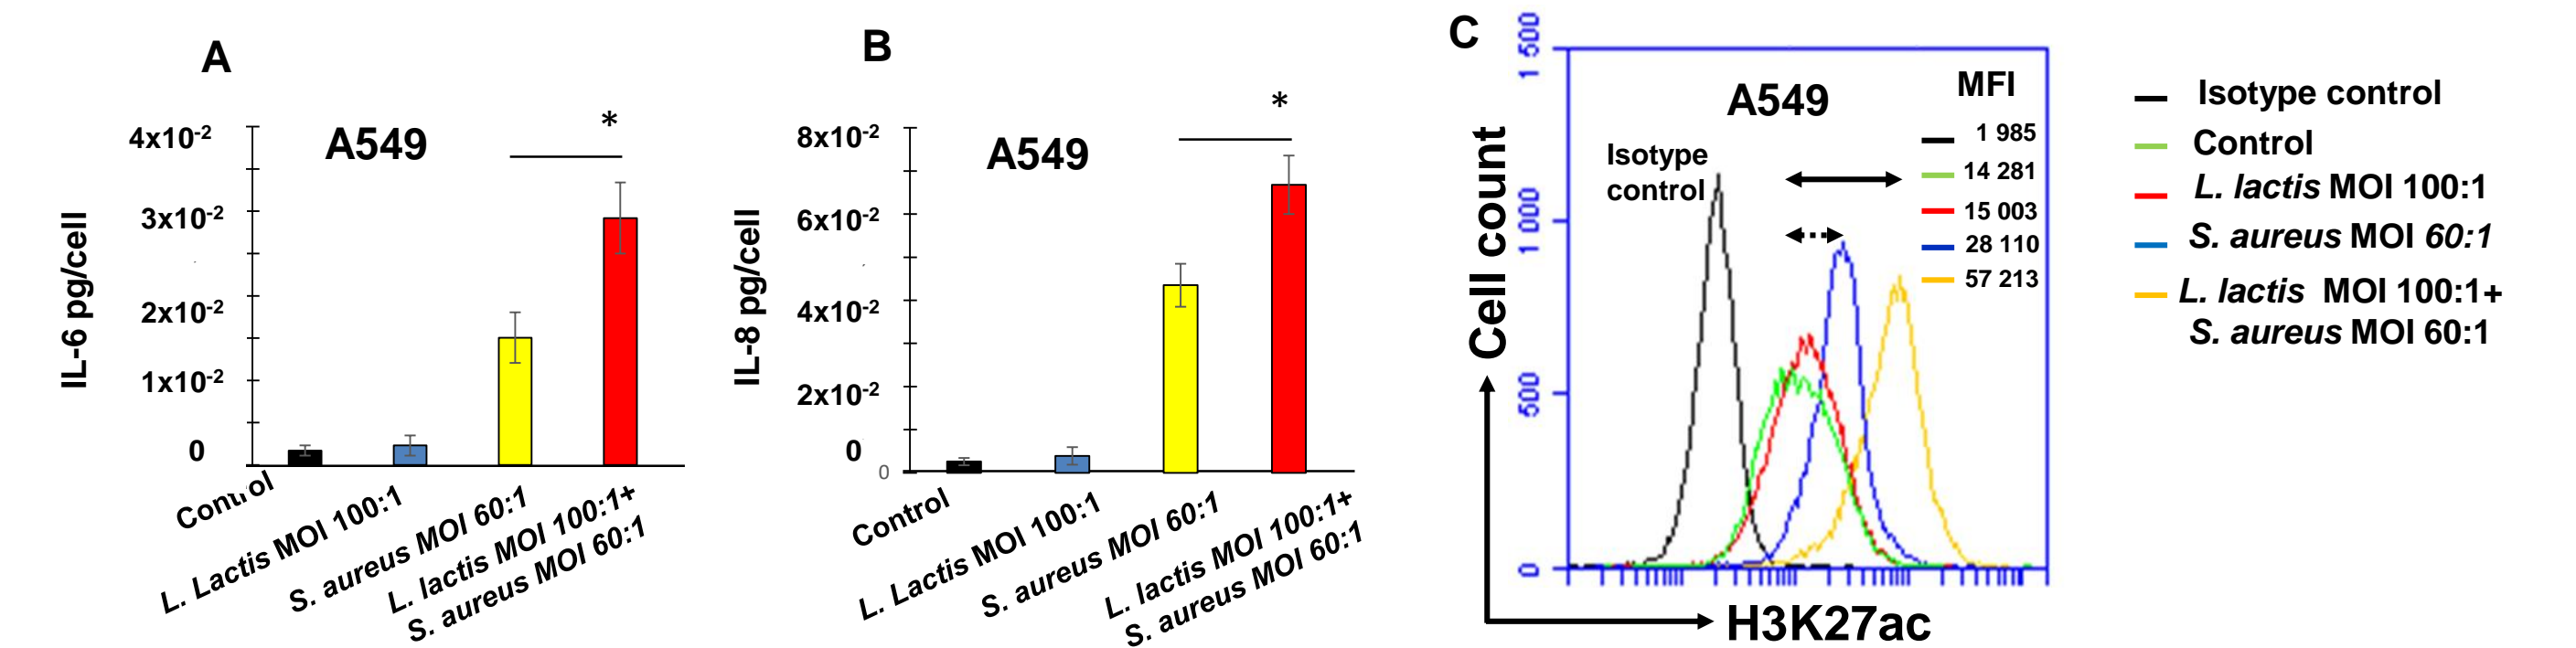 A
A549
*
4x10-2
3x10-2
2x10-2
1x10-2
0
IL-6 pg/cell
Control
L. Lactis MOI 100:1
S. aureus MOI 60:1
L. lactis MOI 100:1+
S. aureus MOI 60:1
B
A549
*
8x10-2
6x10-2
4x10-2
2x10-2
0
0
IL-8 pg/cell
Control
L. Lactis MOI 100:1
S. aureus MOI 60:1
L. lactis MOI 100:1+
S. aureus MOI 60:1
C
1 500
1 000
500
0
Cell count
A549
Isotype
control
MFI
1 985
14 281
15 003
28 110
57 213
H3K27ac
Isotype control
Control
L. lactis MOI 100:1
S. aureus MOI 60:1
L. lactis MOI 100:1+
S. aureus MOI 60:1